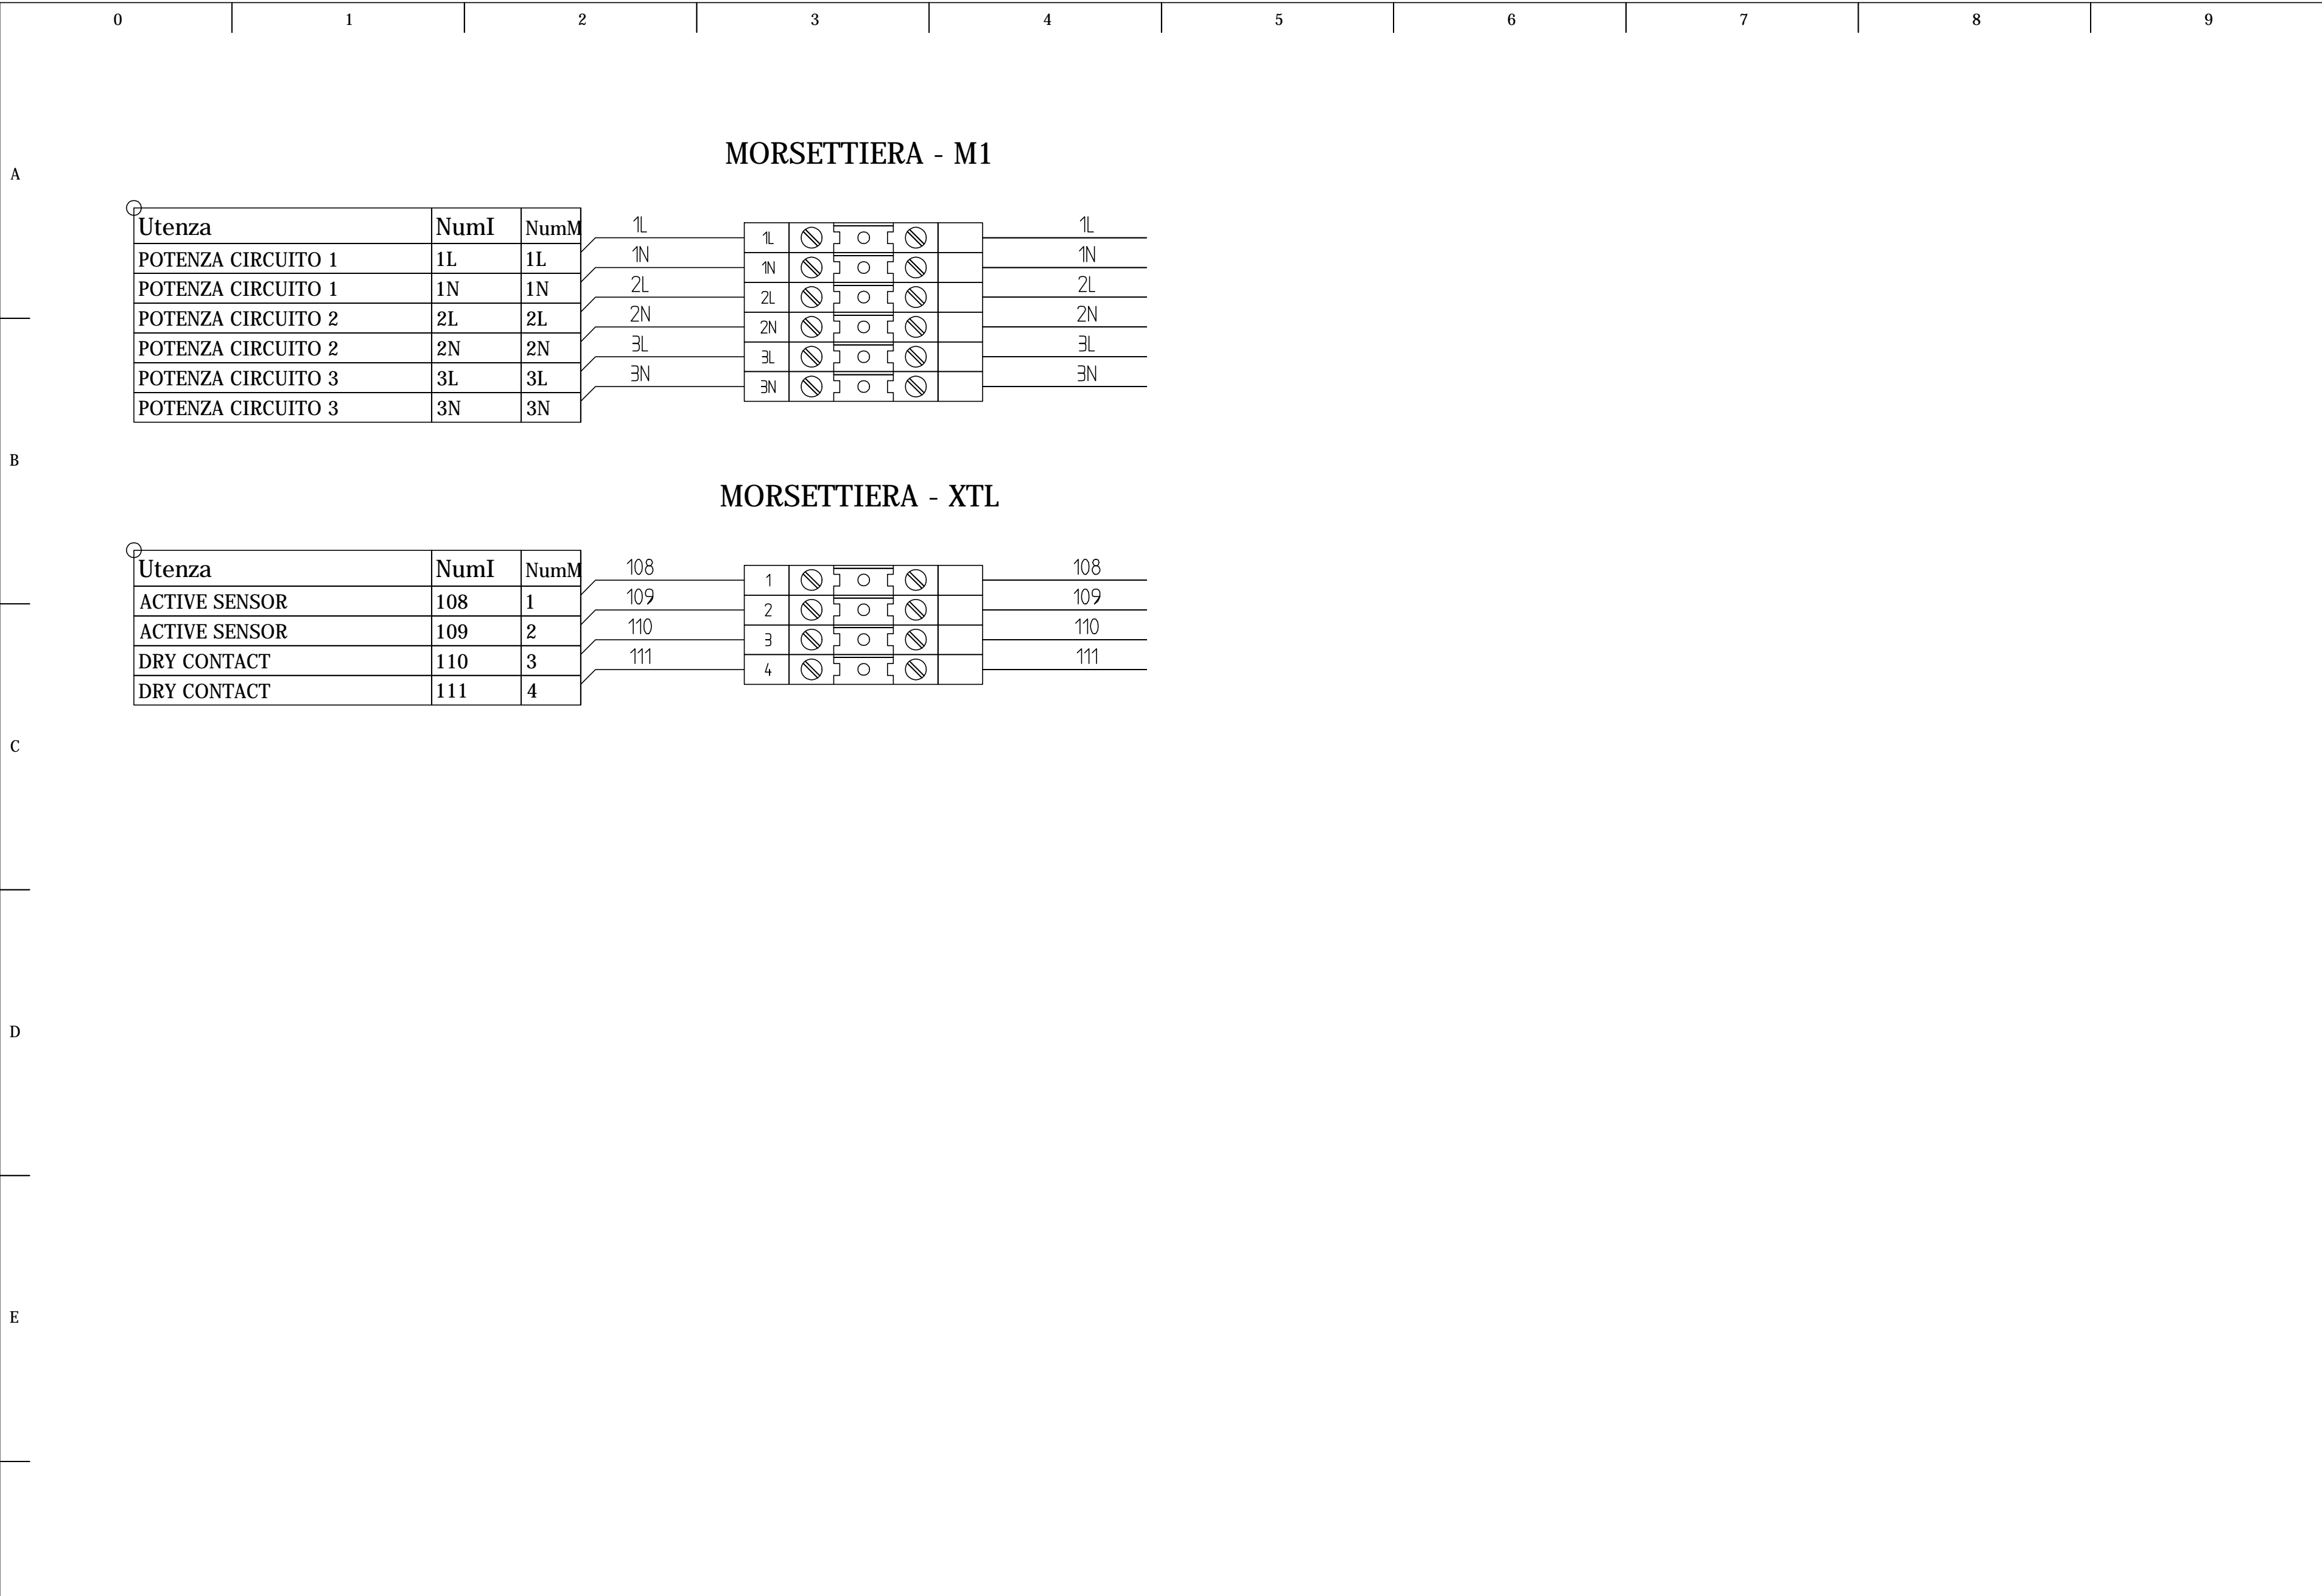 0 1 2 3 4 5 6 7 8 9
MORSETTIERA - M1
A
Utenza NumI NumM 1L 1L 1L
POTENZA CIRCUITO 1 1L 1L 1N 1N 1N
POTENZA CIRCUITO 1 1N 1N 2L 2L 2L
POTENZA CIRCUITO 2 2L 2L 2N 2N 2N
POTENZA CIRCUITO 2 2N 2N 3L 3L 3L
POTENZA CIRCUITO 3 3L 3L 3N 3N 3N
POTENZA CIRCUITO 3 3N 3N
B
MORSETTIERA - XTL
Utenza NumI NumM 108 1 108
ACTIVE SENSOR 108 1 109 2 109
ACTIVE SENSOR 109 2 110 3 110
DRY CONTACT 110 3 111 4 111
DRY CONTACT 111 4
C
D
E